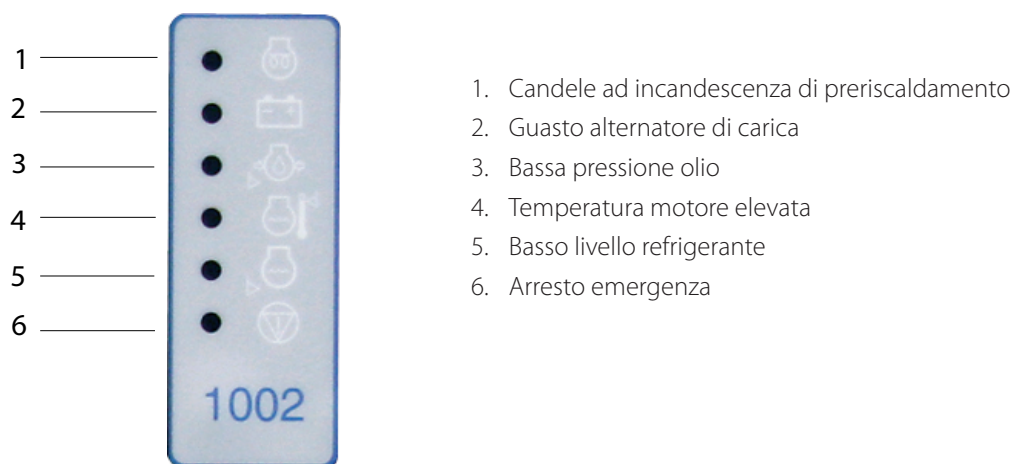 1
2
3
4
5
6
1002
1. Candele ad incandescenza di preriscaldamento
2. Guasto alternatore di carica
3. Bassa pressione olio
4. Temperatura motore elevata
5. Basso livello refrigerante
6. Arresto emergenza